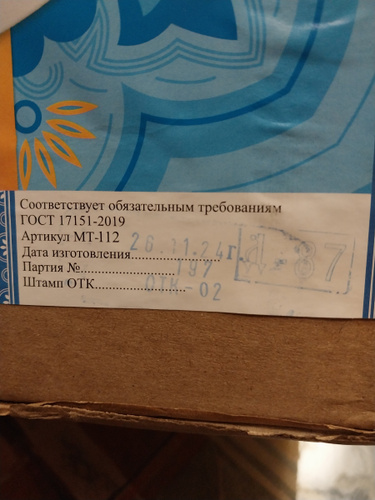 Соответствует обязательным требованиям
ГОСТ 17151-2019
Артикул МТ-112
Дата изготовления 26.11.24г.
Партия №. 197
Штамп ОТК. ОТК-02
-87